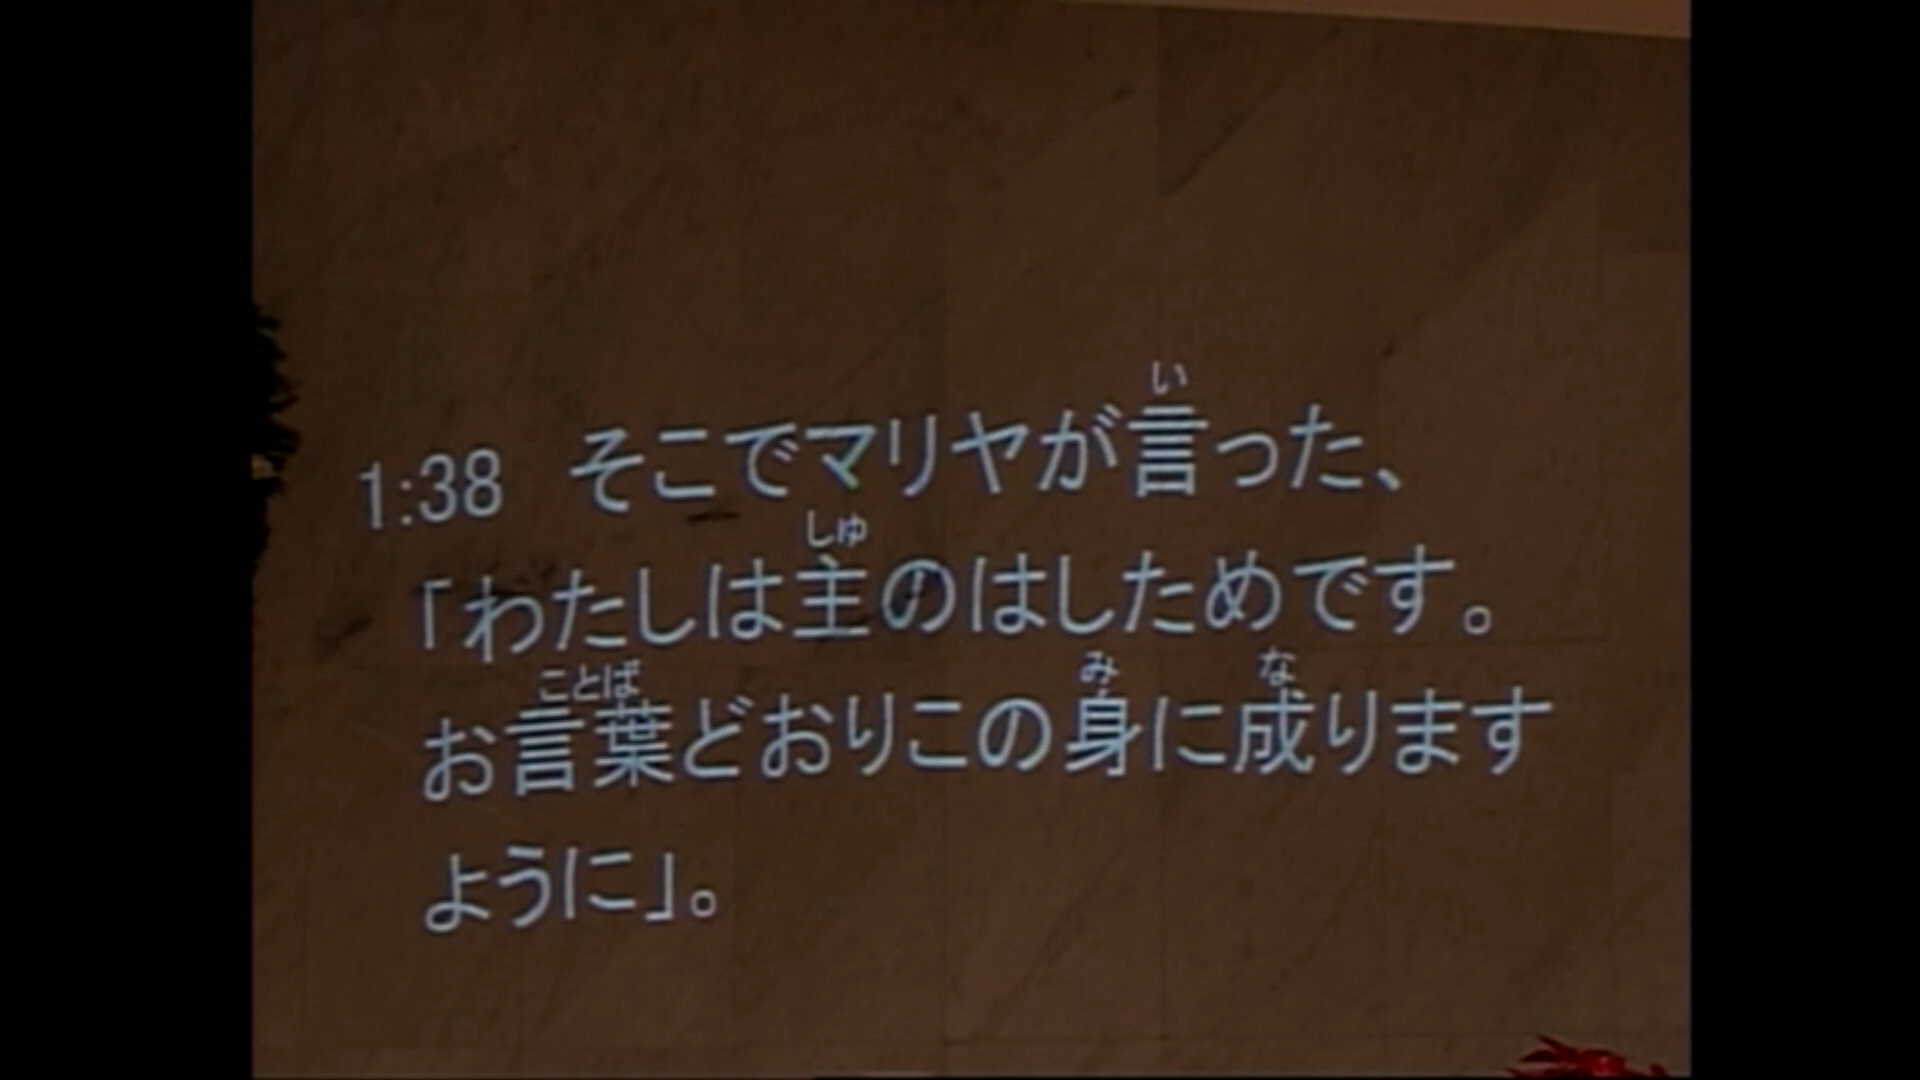 1:38 そこでマリヤが言った、
「わたしは主のはしためです。
お言葉どおりこの身に成ります
ように」。